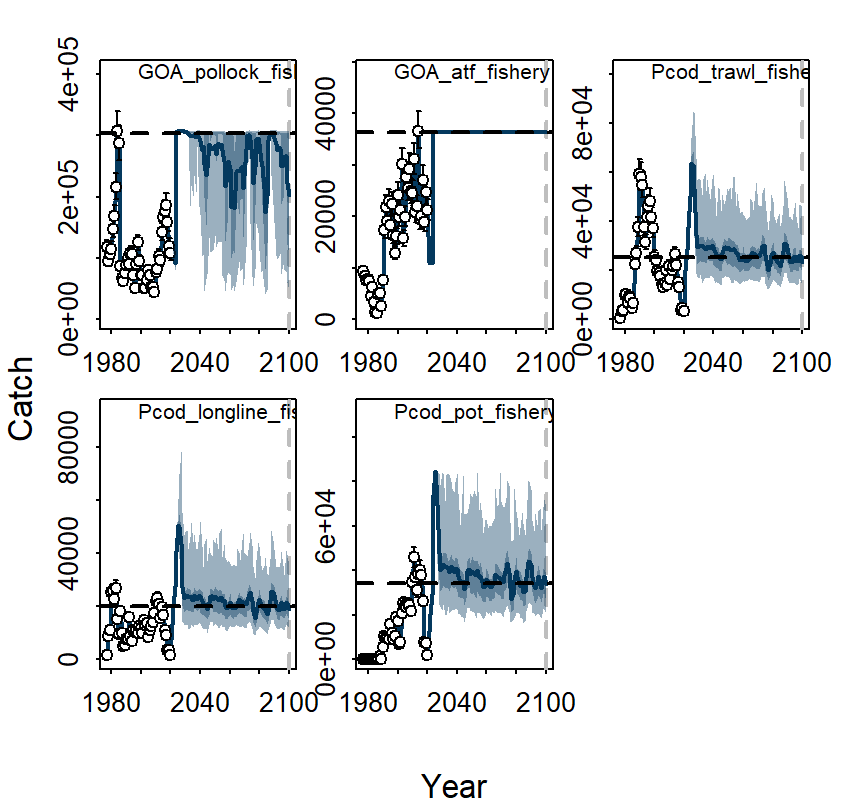 GOA_pollock_fis
GOA_atf_fishery
Pcod_trawl_fishe
0e+00 2e+05 4e+05
0 20000 40000
0e+00 4e+04 8e+04
1980 2040 2100
1980 2040 2100
1980 2040 2100
Catch
Pcod_longline_fis
Pcod_pot_fishery
0 40000 80000
0e+00 6e+04
1980 2040 2100
1980 2040 2100
Year